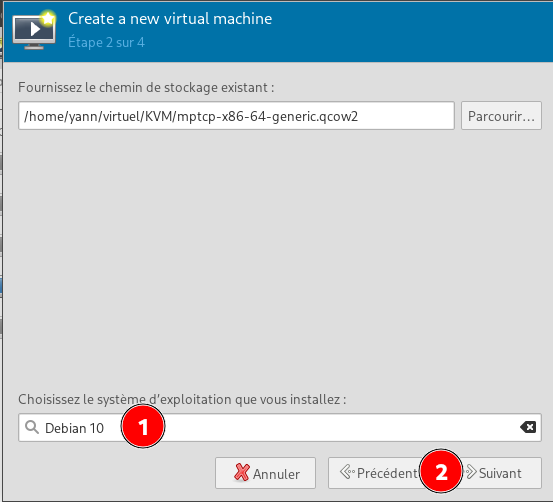 Create a new virtual machine
Étape 2 sur 4
Fournissez le chemin de stockage existant :
/home/yann/virtuel/KVM/mptcp-x86-64-generic.qcow2
Parcourir...
Choisissez le système d'exploitation que vous installez :
Debian 10
1
Annuler
Précédent
2
Suivant